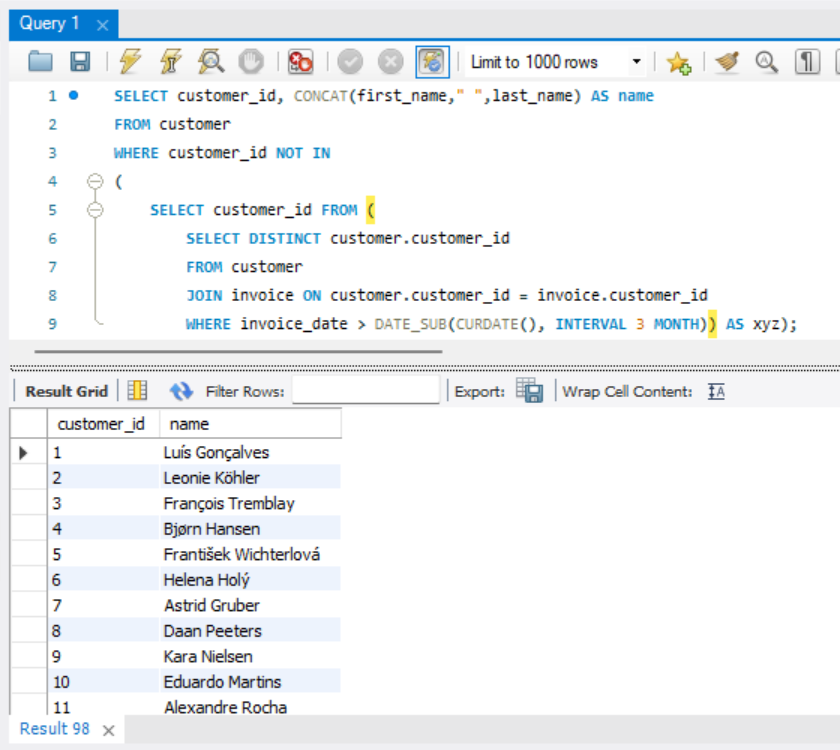 Query 1
Limit to 1000 rows
1 SELECT customer_id, CONCAT(first_name," ",last_name) AS name
2 FROM customer
3 WHERE customer_id NOT IN
4 (
5 SELECT customer_id FROM (
6 SELECT DISTINCT customer.customer_id
7 FROM customer
8 JOIN invoice ON customer.customer_id = invoice.customer_id
9 WHERE invoice_date > DATE_SUB(CURDATE(), INTERVAL 3 MONTH)) AS xyz);
Result Grid Filter Rows: Export: Wrap Cell Content:
customer_id name
1 Luís Gonçalves
2 Leonie Köhler
3 François Tremblay
4 Bjørn Hansen
5 František Wichterlová
6 Helena Holý
7 Astrid Gruber
8 Daan Peeters
9 Kara Nielsen
10 Eduardo Martins
11 Alexandre Rocha
Result 98